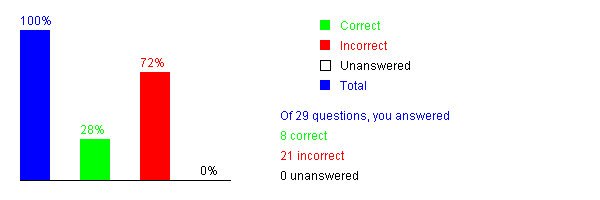 100%
72%
28%
0%
Correct
Incorrect
Unanswered
Total
Of 29 questions, you answered
8 correct
21 incorrect
0 unanswered